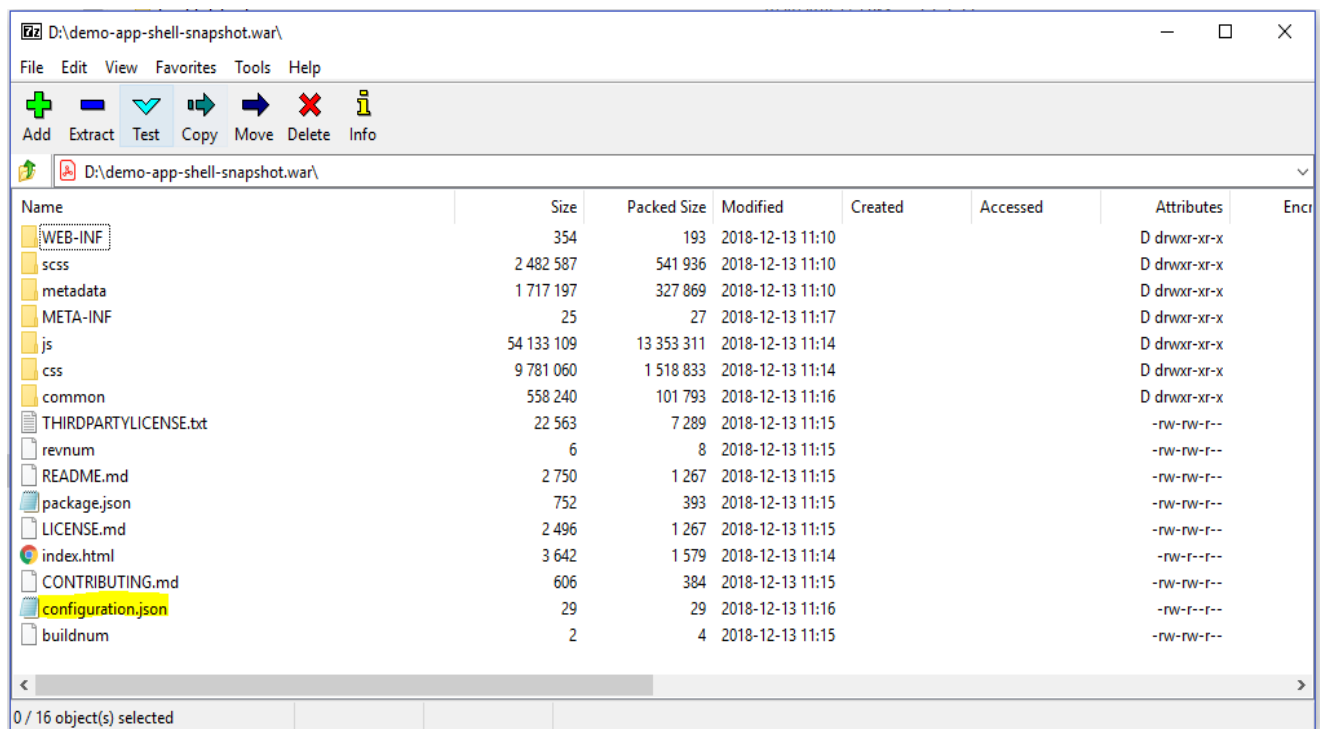 D:\demo-app-shell-snapshot.war\
File Edit View Favorites Tools Help
Add Extract Test Copy Move Delete Info
D:\demo-app-shell-snapshot.war\
Name Size Packed Size Modified Created Accessed Attributes Encr
WEB-INF 354 193 2018-12-13 11:10 D drwxr-xr-x
scss 2 482 587 541 936 2018-12-13 11:10 D drwxr-xr-x
metadata 1 717 197 327 869 2018-12-13 11:10 D drwxr-xr-x
META-INF 25 27 2018-12-13 11:17 D drwxr-xr-x
js 54 133 109 13 353 311 2018-12-13 11:14 D drwxr-xr-x
css 9 781 060 1 518 833 2018-12-13 11:14 D drwxr-xr-x
common 558 240 101 793 2018-12-13 11:16 D drwxr-xr-x
THIRDPARTYLICENSE.txt 22 563 7 289 2018-12-13 11:15 -rw-rw-r--
revnum 6 8 2018-12-13 11:15 -rw-rw-r--
README.md 2 750 1 267 2018-12-13 11:15 -rw-rw-r--
package.json 752 393 2018-12-13 11:15 -rw-rw-r--
LICENSE.md 2 496 1 267 2018-12-13 11:15 -rw-rw-r--
index.html 3 642 1 579 2018-12-13 11:14 -rw-r--r--
CONTRIBUTING.md 606 384 2018-12-13 11:15 -rw-rw-r--
configuration.json 29 29 2018-12-13 11:16 -rw-r--r--
buildnum 2 4 2018-12-13 11:15 -rw-rw-r--
0 / 16 object(s) selected